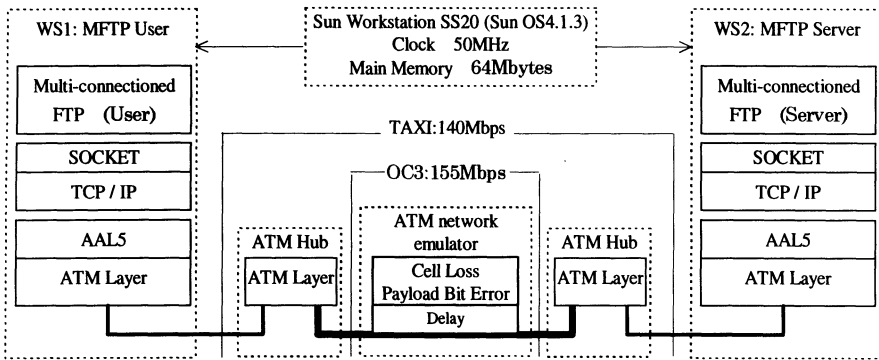 WS1: MFTP User
Multi-connectioned
FTP (User)
SOCKET
TCP / IP
AAL5
ATM Layer
Sun Workstation SS20 (Sun OS4.1.3)
Clock 50MHz
Main Memory 64Mbytes
TAXI:140Mbps
OC3:155Mbps
ATM Hub
ATM Layer
ATM network
emulator
Cell Loss
Payload Bit Error
Delay
ATM Hub
ATM Layer
WS2: MFTP Server
Multi-connectioned
FTP (Server)
SOCKET
TCP / IP
AAL5
ATM Layer